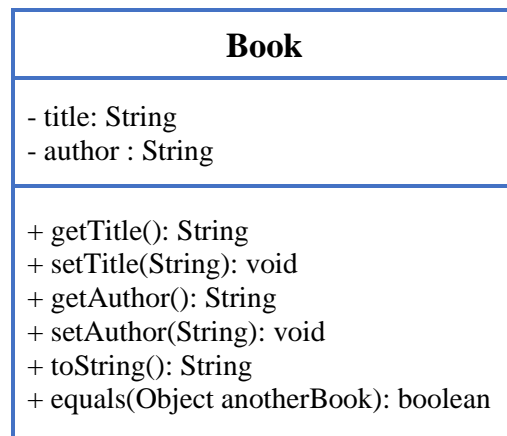 Book
- title: String
- author : String
+ getTitle(): String
+ setTitle(String): void
+ getAuthor(): String
+ setAuthor(String): void
+ toString(): String
+ equals(Object anotherBook): boolean